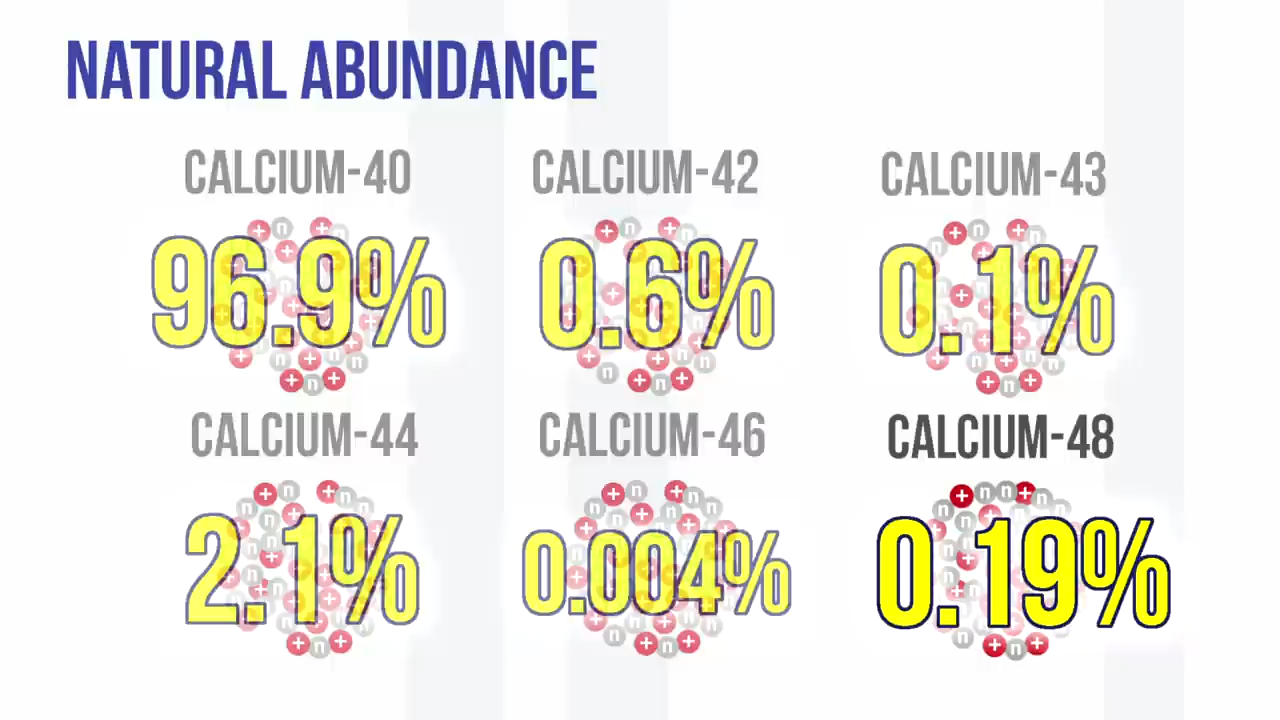 NATURAL ABUNDANCE
CALCIUM-40 CALCIUM-42 CALCIUM-43
96.9% 0.6% 0.1%
CALCIUM-44 CALCIUM-46 CALCIUM-48
2.1% 0.004% 0.19%